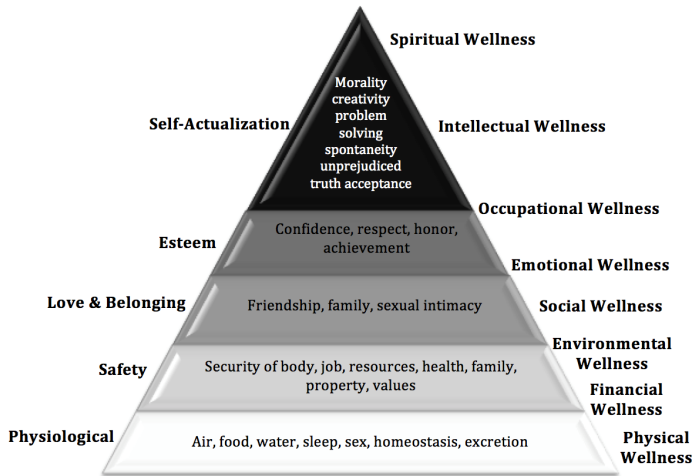 Spiritual Wellness
Morality
creativity
problem
solving
spontaneity
unprejudiced
truth acceptance
Self-Actualization
Intellectual Wellness
Occupational Wellness
Confidence, respect, honor,
achievement
Esteem
Emotional Wellness
Love & Belonging
Friendship, family, sexual intimacy
Social Wellness
Environmental
Wellness
Safety
Security of body, job, resources, health, family,
property, values
Financial
Wellness
Physiological
Air, food, water, sleep, sex, homeostasis, excretion
Physical
Wellness